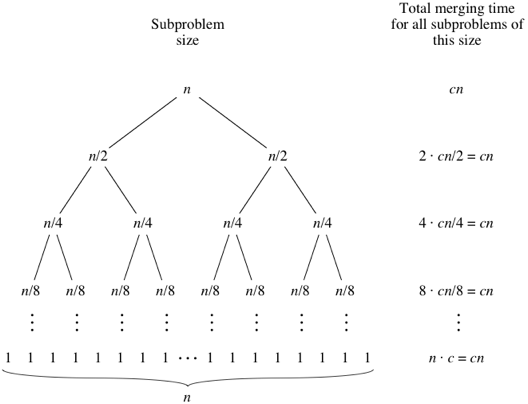 Subproblem
size
Total merging time
for all subproblems of
this size
n cn
n/2 n/2 2 · cn/2 = cn
n/4 n/4 n/4 n/4 4 · cn/4 = cn
n/8 n/8 n/8 n/8 n/8 n/8 n/8 n/8 8 · cn/8 = cn
⋮ ⋮ ⋮ ⋮ ⋮ ⋮ ⋮ ⋮ ⋮
1 1 1 1 1 1 1 1 ··· 1 1 1 1 1 1 1 1 n · c = cn
n